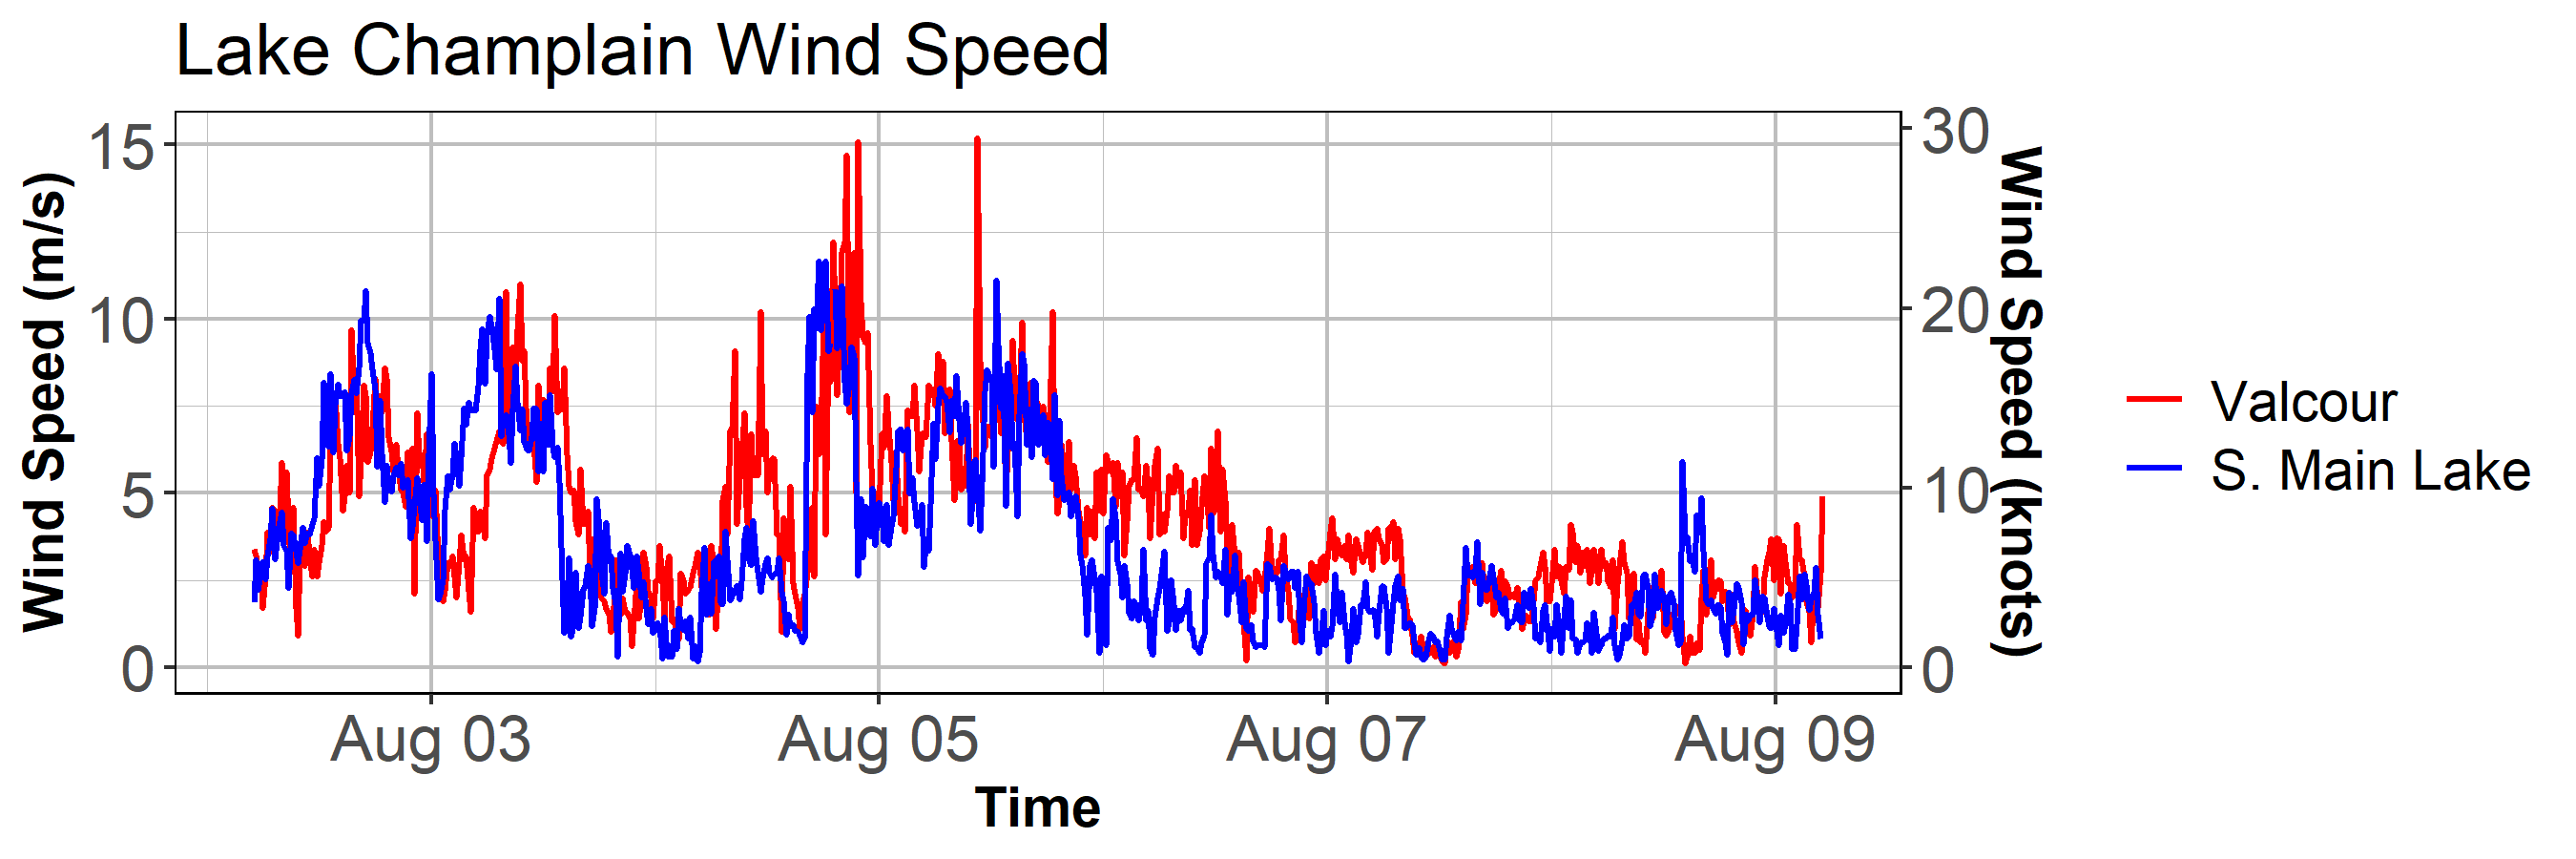 Lake Champlain Wind Speed
Wind Speed (m/s)
15
10
5
0
30
20
10
0
Wind Speed (knots)
Aug 03 Aug 05 Aug 07 Aug 09
Time
Valcour
S. Main Lake